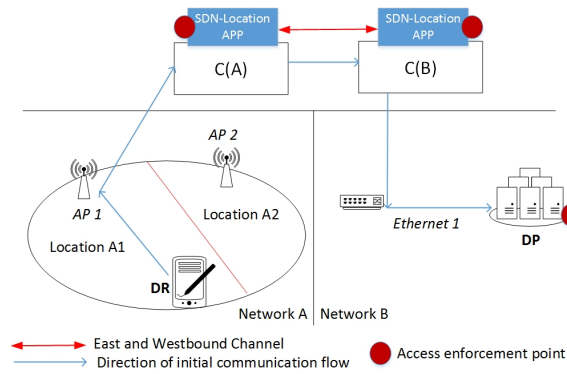 SDN-Location
APP
SDN-Location
APP
C(A)
C(B)
AP 2
AP 1
Location A2
Location A1
Ethernet 1
DP
DR
Network A
Network B
East and Westbound Channel
Direction of initial communication flow
Access enforcement point